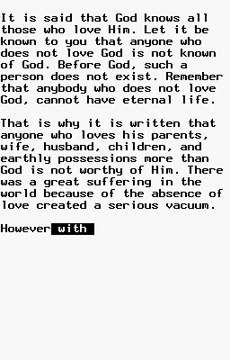 It is said that God knows all
those who love Him. Let it be
known to you that anyone who
does not love God is not known
of God. Before God, such a
person does not exist. Remember
that anybody who does not love
God, cannot have eternal life.

That is why it is written that
anyone who loves his parents,
wife, husband, children, and
earthly possessions more than
God is not worthy of Him. There
was a great suffering in the
world because of the absence of
love created a serious vacuum.

However with